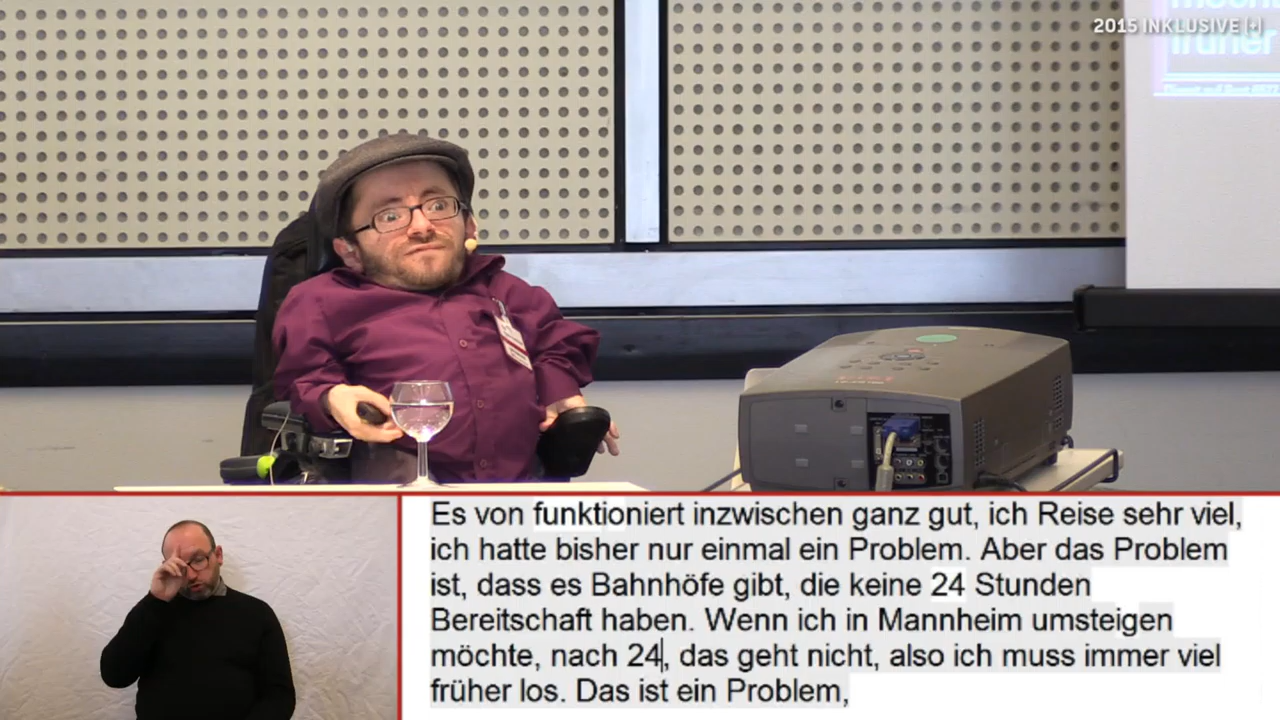 2015 INKLUSIVE [+]
früher
Es von funktioniert inzwischen ganz gut, ich Reise sehr viel,
ich hatte bisher nur einmal ein Problem. Aber das Problem
ist, dass es Bahnhöfe gibt, die keine 24 Stunden
Bereitschaft haben. Wenn ich in Mannheim umsteigen
möchte, nach 24, das geht nicht, also ich muss immer viel
früher los. Das ist ein Problem,